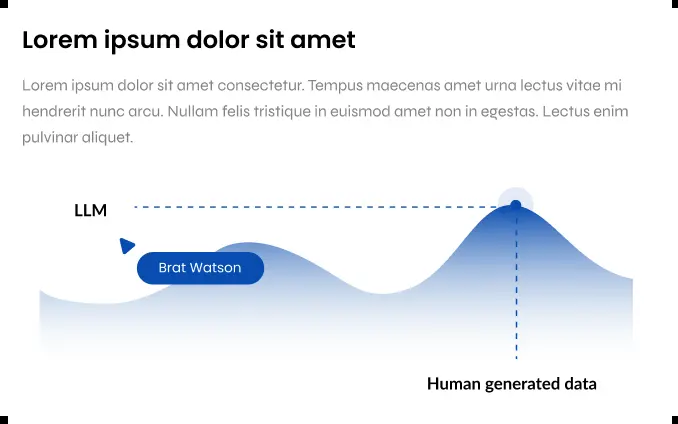 Lorem ipsum dolor sit amet
Lorem ipsum dolor sit amet consectetur. Tempus maecenas amet urna lectus vitae mi
hendrerit nunc arcu. Nullam felis tristique in euismod amet non in egestas. Lectus enim
pulvinar aliquet.
LLM
Brat Watson
Human generated data